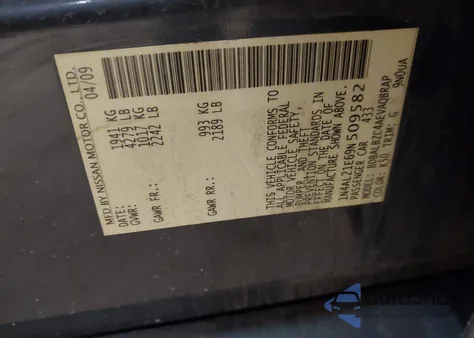 MFD BY NISSAN MOTOR CO., LTD.
DATE: 04/09
GVWR: 1941 KG
4279 LB
GAWR FR.: 1017 KG
2242 LB
GAWR RR.: 993 KG
2189 LB
THIS VEHICLE CONFORMS TO
ALL APPLICABLE FEDERAL
MOTOR VEHICLE SAFETY,
BUMPER, AND THEFT
PREVENTION STANDARDS IN
EFFECT ON THE DATE OF
MANUFACTURE SHOWN ABOVE.
1N4AL21E69N509582
PASSENGER CAR 433
MODEL: BDBALBZC4AEVAQBRAP
COLOR: K50 TRIM: G 9N0UA
autoshop